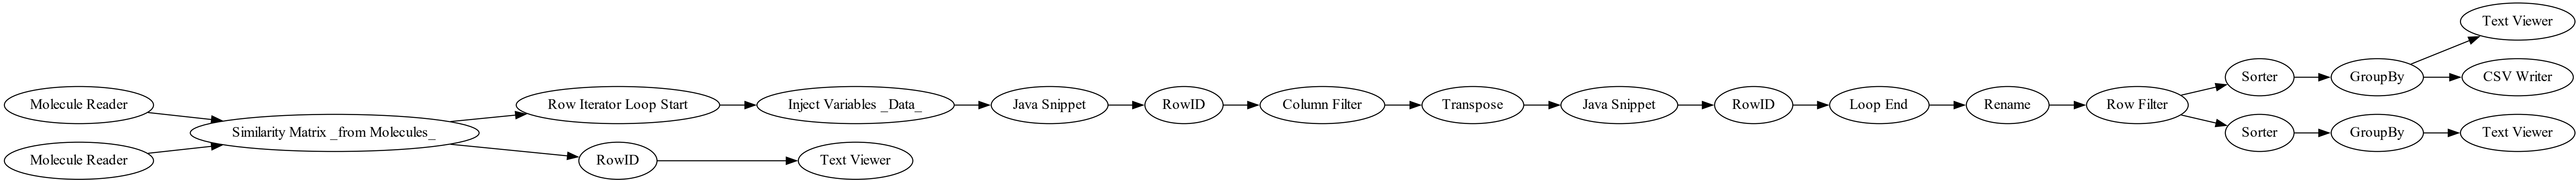 Text Viewer
Sorter
GroupBy
CSV Writer
Molecule Reader
Row Iterator Loop Start
Inject Variables _Data_
Java Snippet
RowID
Column Filter
Transpose
Java Snippet
RowID
Loop End
Rename
Row Filter
Similarity Matrix _from Molecules_
Sorter
GroupBy
Text Viewer
Molecule Reader
RowID
Text Viewer